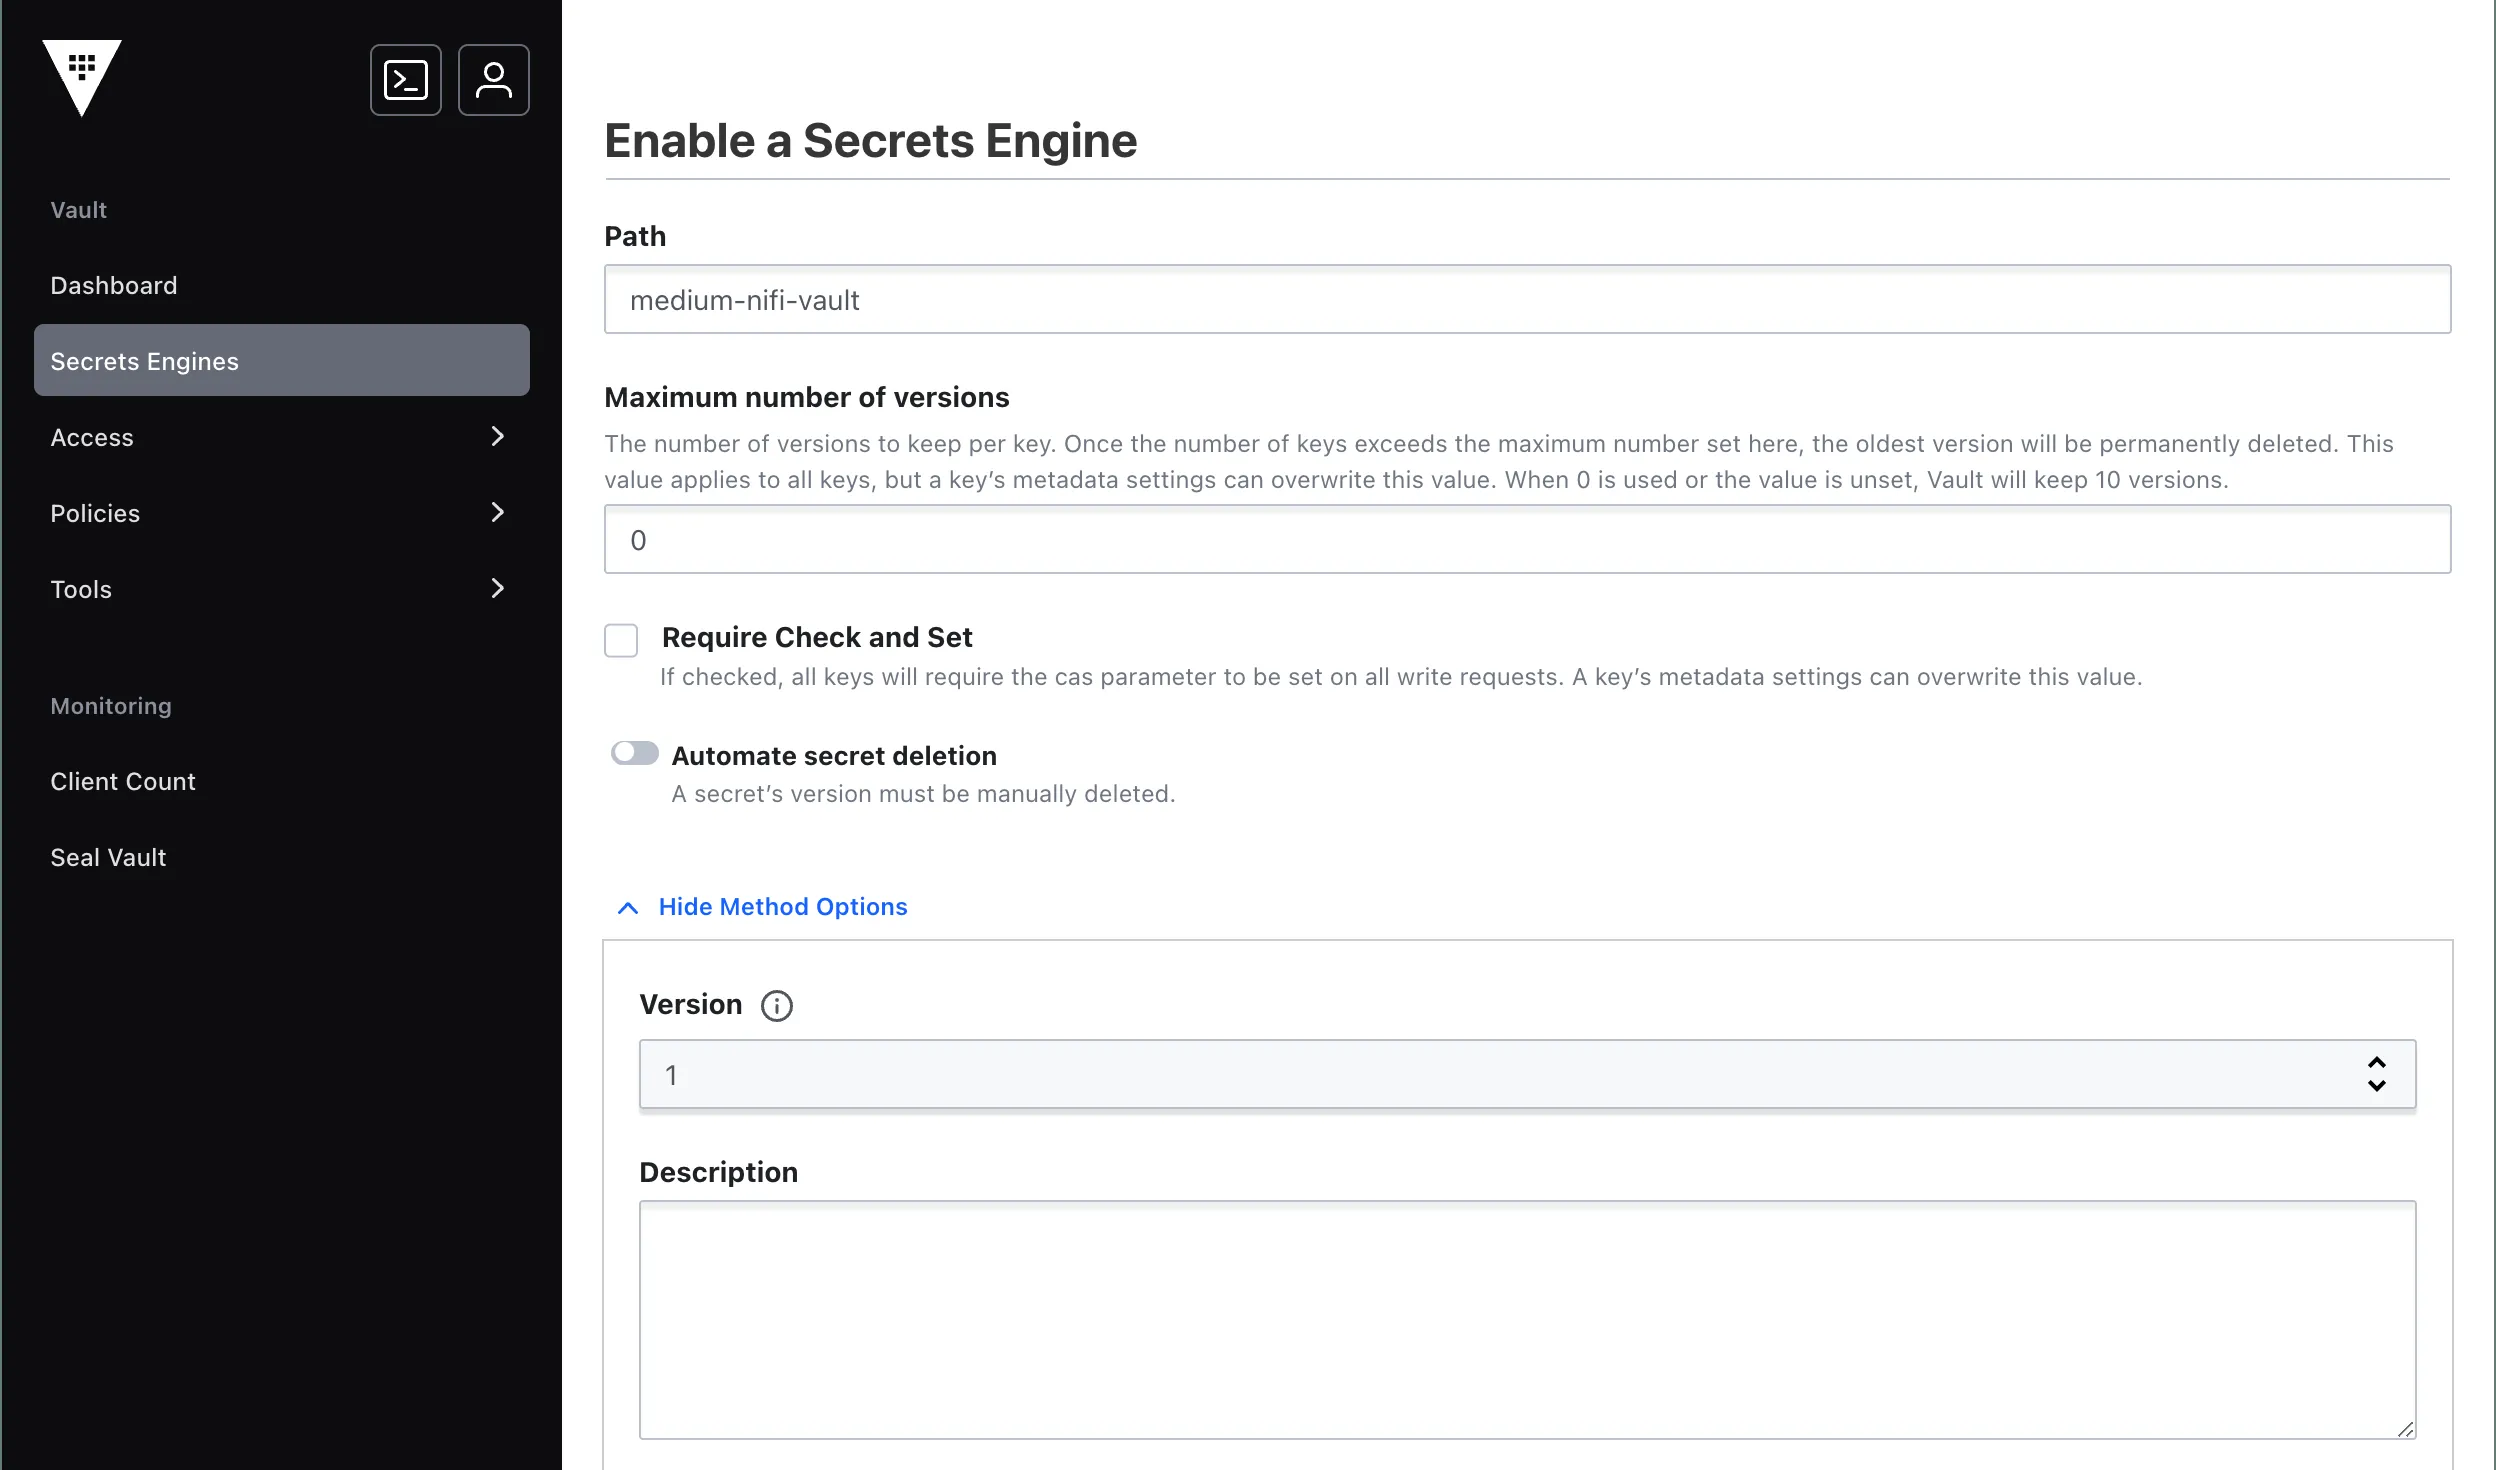 Vault
Dashboard
Secrets Engines
Access
Policies
Tools
Monitoring
Client Count
Seal Vault
Enable a Secrets Engine
Path
medium-nifi-vault
Maximum number of versions
The number of versions to keep per key. Once the number of keys exceeds the maximum number set here, the oldest version will be permanently deleted. This
value applies to all keys, but a key’s metadata settings can overwrite this value. When 0 is used or the value is unset, Vault will keep 10 versions.
0
Require Check and Set
If checked, all keys will require the cas parameter to be set on all write requests. A key’s metadata settings can overwrite this value.
Automate secret deletion
A secret’s version must be manually deleted.
Hide Method Options
Version
1
Description